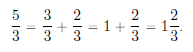 5/3 = 3/3 + 2/3 = 1 + 2/3 = 1 2/3.